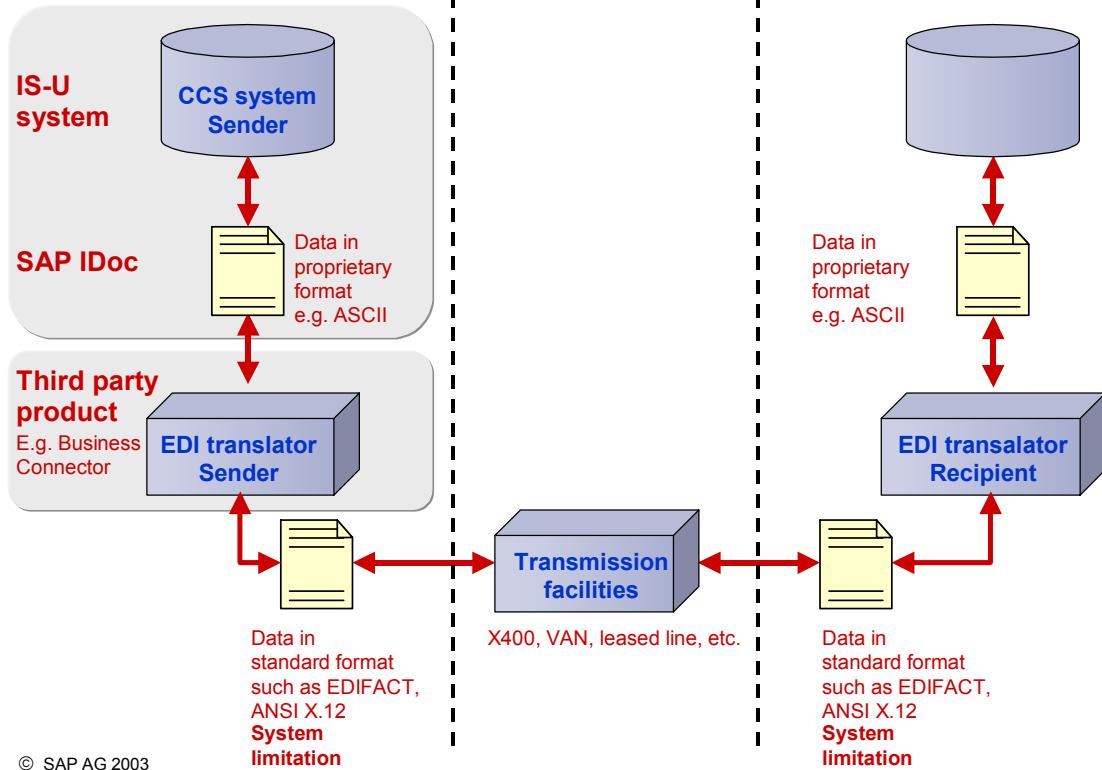 IS-U
system
CCS system
Sender
SAP IDoc
Data in
proprietary
format
e.g. ASCII
Third party
product
E.g. Business
Connector
EDI translator
Sender
Data in
standard format
such as EDIFACT,
ANSI X.12
System
limitation
Transmission
facilities
X400, VAN, leased line, etc.
Data in
proprietary
format
e.g. ASCII
EDI transalator
Recipient
Data in
standard format
such as EDIFACT,
ANSI X.12
System
limitation
© SAP AG 2003